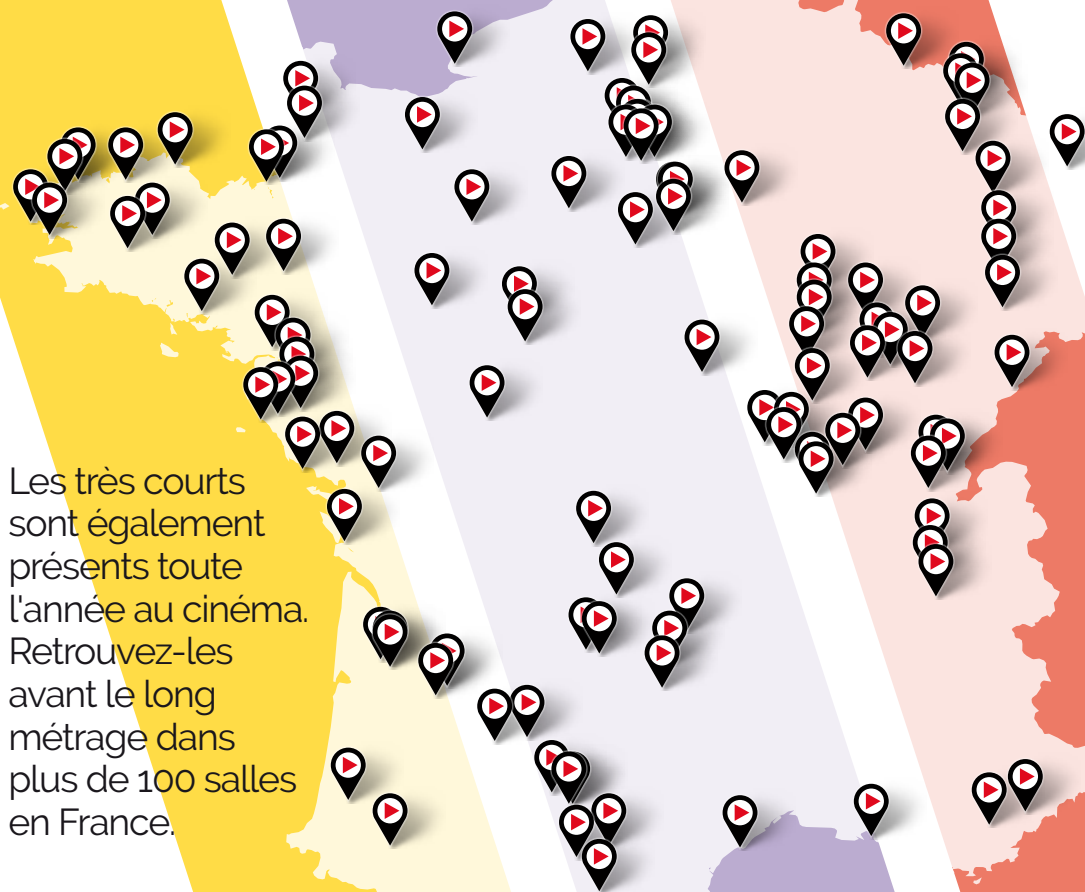 Les très courts
sont également
présents toute
l'année au cinéma.
Retrouvez-les
avant le long
métrage dans
plus de 100 salles
en France.